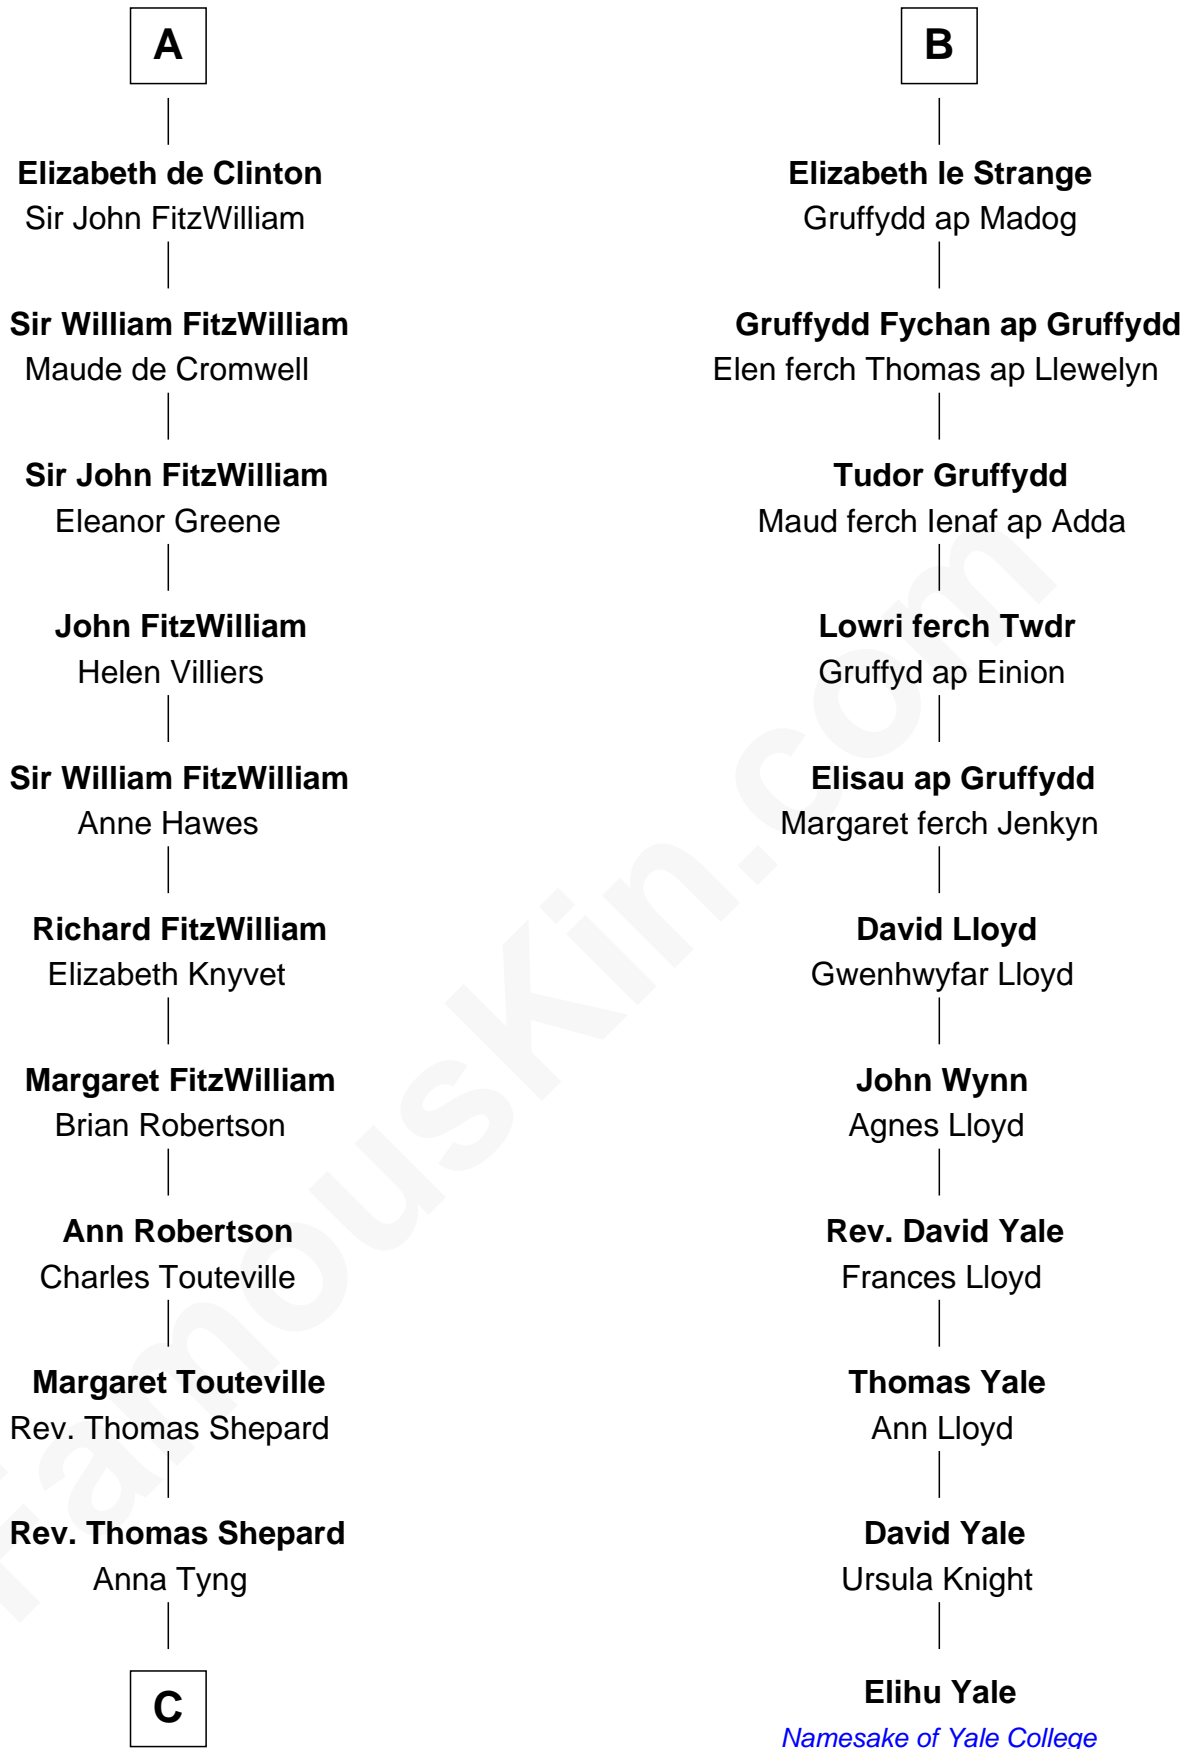 A
Elizabeth de Clinton
Sir John FitzWilliam
Sir William FitzWilliam
Maude de Cromwell
Sir John FitzWilliam
Eleanor Greene
John FitzWilliam
Helen Villiers
Sir William FitzWilliam
Anne Hawes
Richard FitzWilliam
Elizabeth Knyvet
Margaret FitzWilliam
Brian Robertson
Ann Robertson
Charles Touteville
Margaret Touteville
Rev. Thomas Shepard
Rev. Thomas Shepard
Anna Tyng
C
B
Elizabeth le Strange
Gruffydd ap Madog
Gruffydd Fychan ap Gruffydd
Elen ferch Thomas ap Llewelyn
Tudor Gruffydd
Maud ferch Ienaf ap Adda
Lowri ferch Twdr
Gruffyd ap Einion
Elisau ap Gruffydd
Margaret ferch Jenkyn
David Lloyd
Gwenhwyfar Lloyd
John Wynn
Agnes Lloyd
Rev. David Yale
Frances Lloyd
Thomas Yale
Ann Lloyd
David Yale
Ursula Knight
Elihu Yale
Namesake of Yale College
FamousKin.com